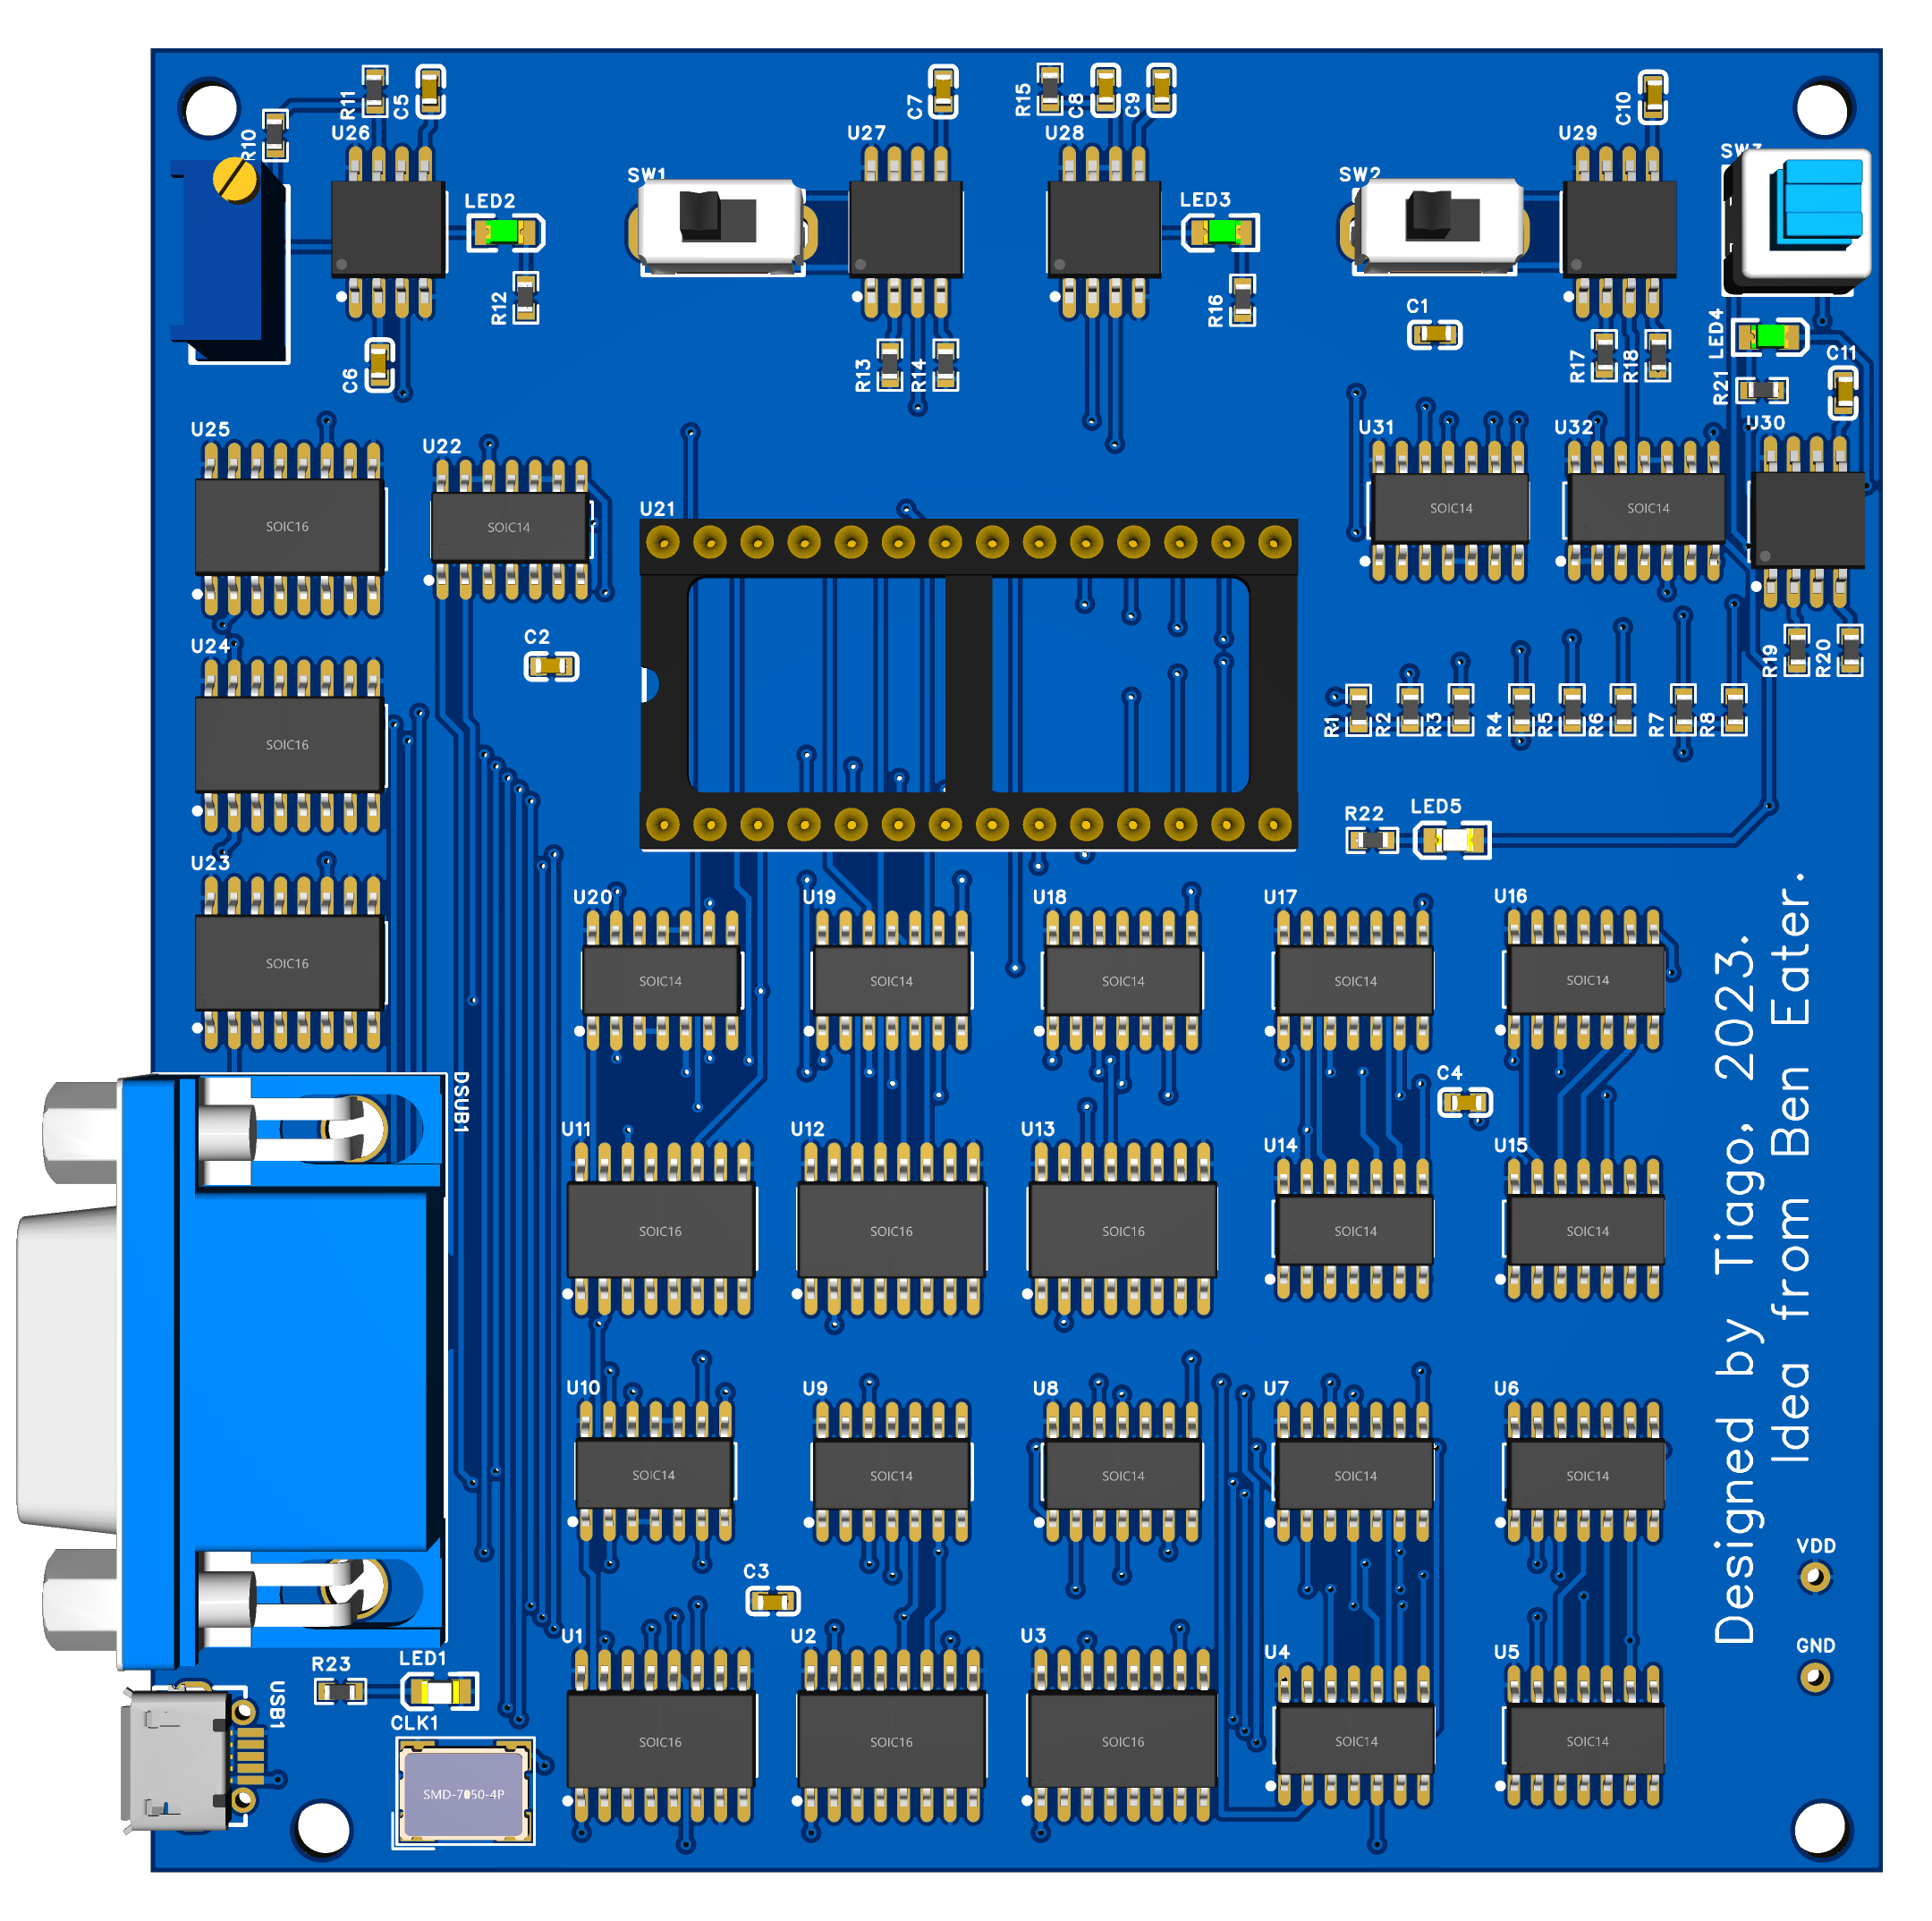 R11
C5
C7
R15
C8
C9
C10
R10
U26
U27
U28
U29
SW3
SW1
SW2
LED2
LED3
R12
R16
C1
LED4
C6
R13
R14
R17
R18
C11
R21
U25
U22
U31
U32
U30
SOIC16
SOIC14
U21
SOIC14
SOIC14
U24
C2
R19
R20
SOIC16
R1
R2
R3
R4
R5
R6
R7
R8
R22
LED5
U23
SOIC16
U20
U19
U18
U17
U16
SOIC14
SOIC14
SOIC14
SOIC14
SOIC14
Designed by Tiago, 2023.
Idea from Ben Eater.
DSUB1
C4
U11
U12
U13
U14
U15
SOIC16
SOIC16
SOIC16
SOIC14
SOIC14
U10
U9
U8
U7
U6
SOIC14
SOIC14
SOIC14
SOIC14
SOIC14
VDD
C3
GND
U1
U2
U3
U4
U5
R23
LED1
USB1
CLK1
SOIC16
SOIC16
SOIC16
SOIC14
SOIC14
SMD-7050-4P